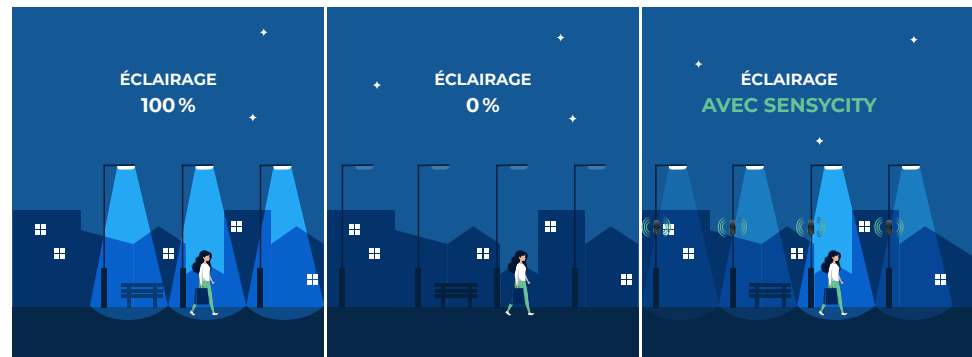 ÉCLAIRAGE
100 %
ÉCLAIRAGE
0 %
ÉCLAIRAGE
AVEC SENSYCITY